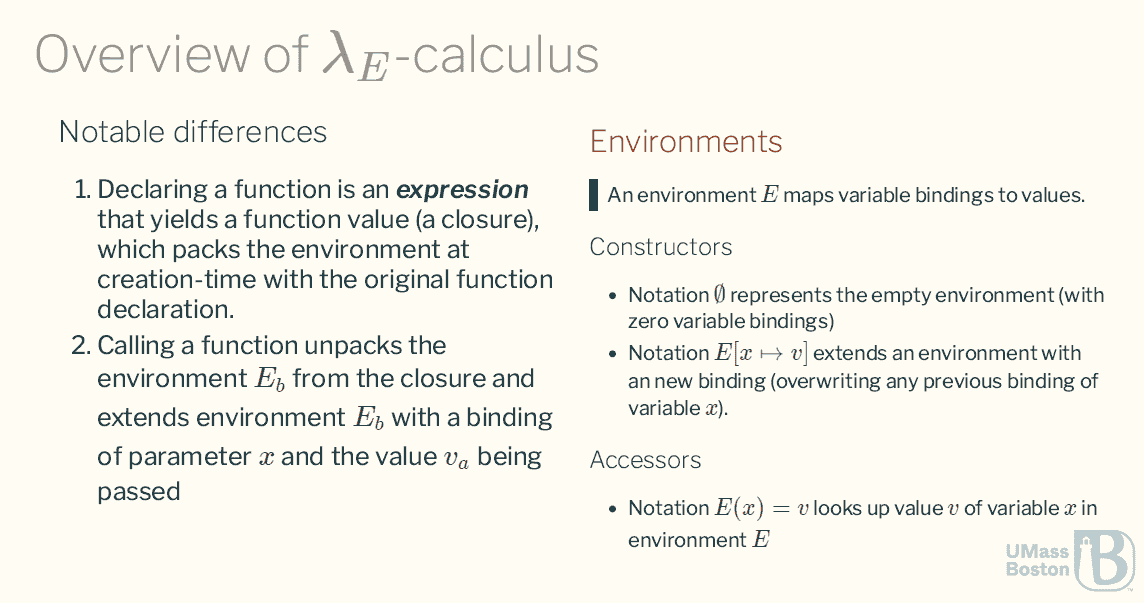 Overview of λ_E-calculus
Notable differences
1. Declaring a function is an expression
that yields a function value (a closure),
which packs the environment at
creation-time with the original function
declaration.
2. Calling a function unpacks the
environment E_b from the closure and
extends environment E_b with a binding
of parameter x and the value v_a being
passed
Environments
An environment E maps variable bindings to values.
Constructors
• Notation ∅ represents the empty environment (with
zero variable bindings)
• Notation E[x ↦ v] extends an environment with
an new binding (overwriting any previous binding of
variable x).
Accessors
• Notation E(x) = v looks up value v of variable x in
environment E
UMass
Boston
B